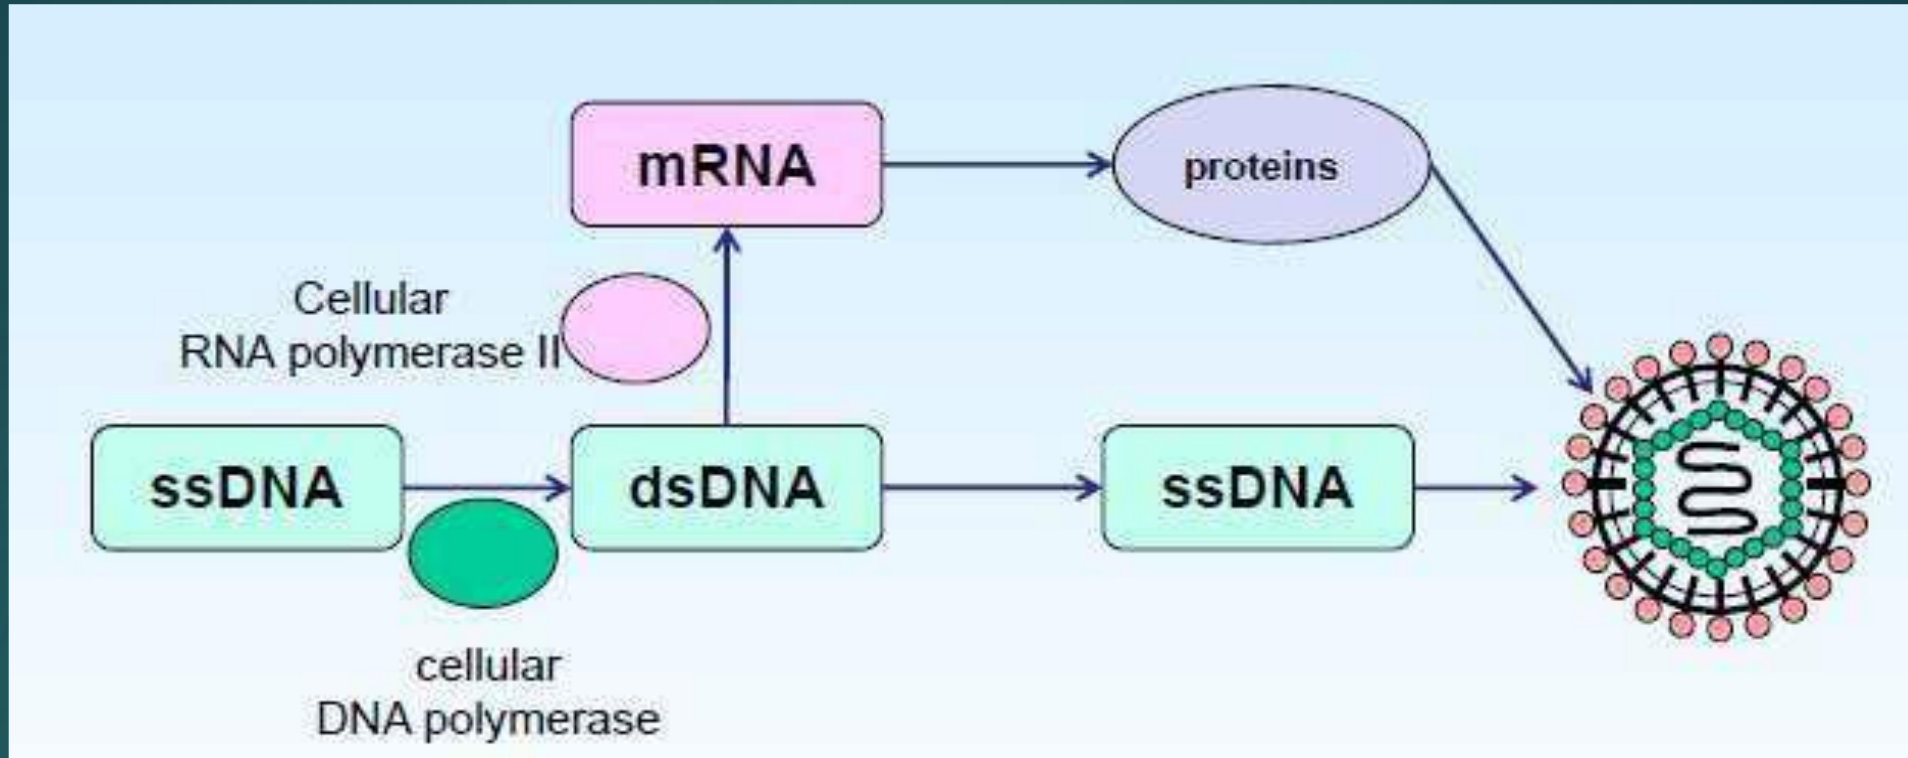 mRNA
proteins
Cellular
RNA polymerase II
ssDNA
dsDNA
ssDNA
cellular
DNA polymerase